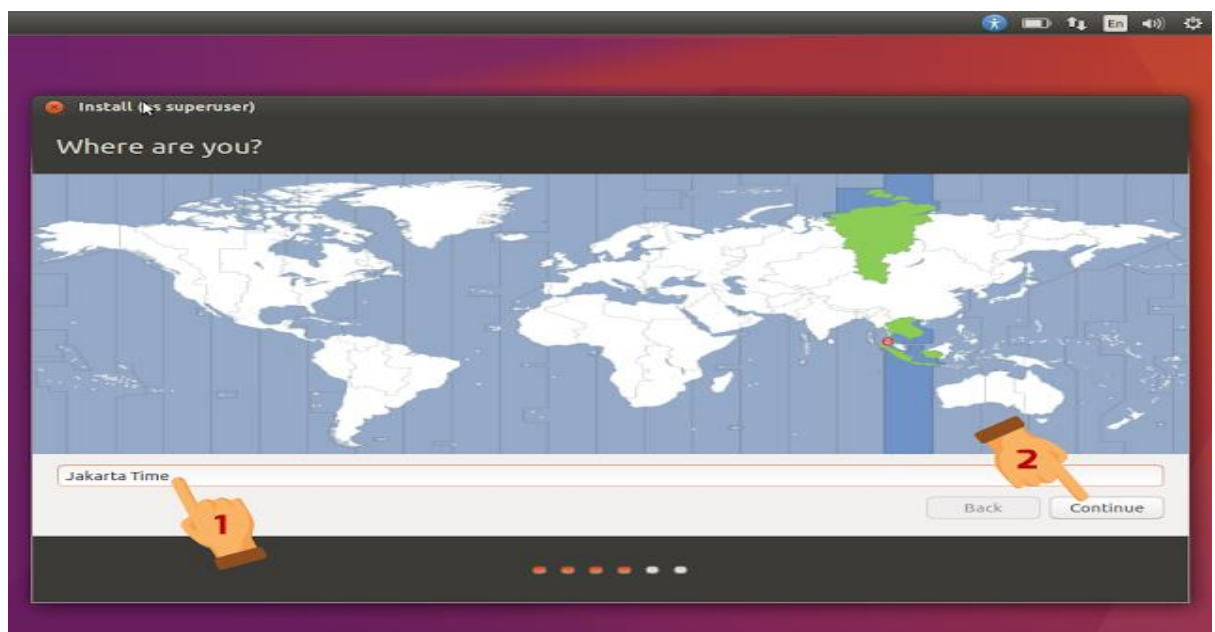 En
Install (as superuser)
Where are you?
Jakarta Time
1
2
Back
Continue